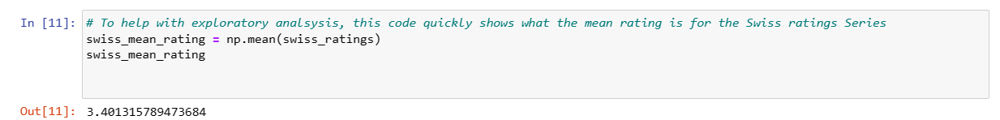 In [11]: # To help with exploratory analsysis, this code quickly shows what the mean rating is for the Swiss ratings Series
swiss_mean_rating = np.mean(swiss_ratings)
swiss_mean_rating
Out[11]: 3.401315789473684